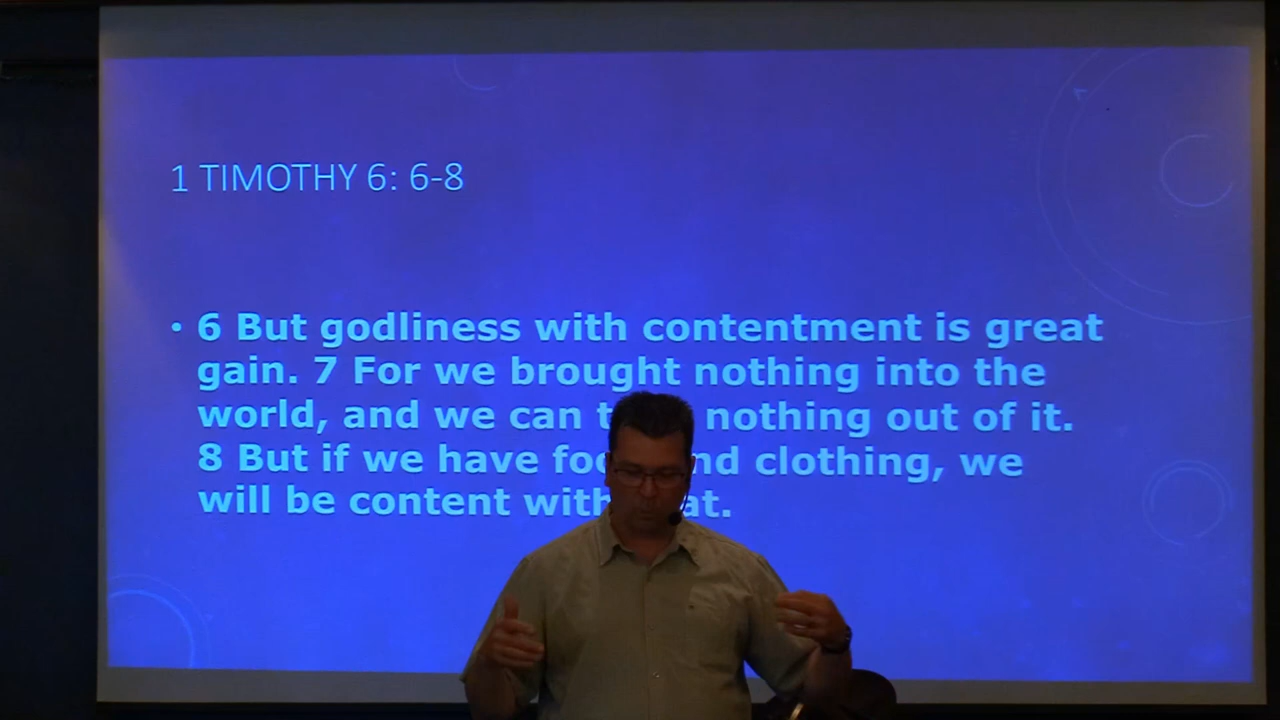 1 TIMOTHY 6: 6-8
• 6 But godliness with contentment is great
gain. 7 For we brought nothing into the
world, and we can nothing out of it.
8 But if we have clothing, we
will be content with